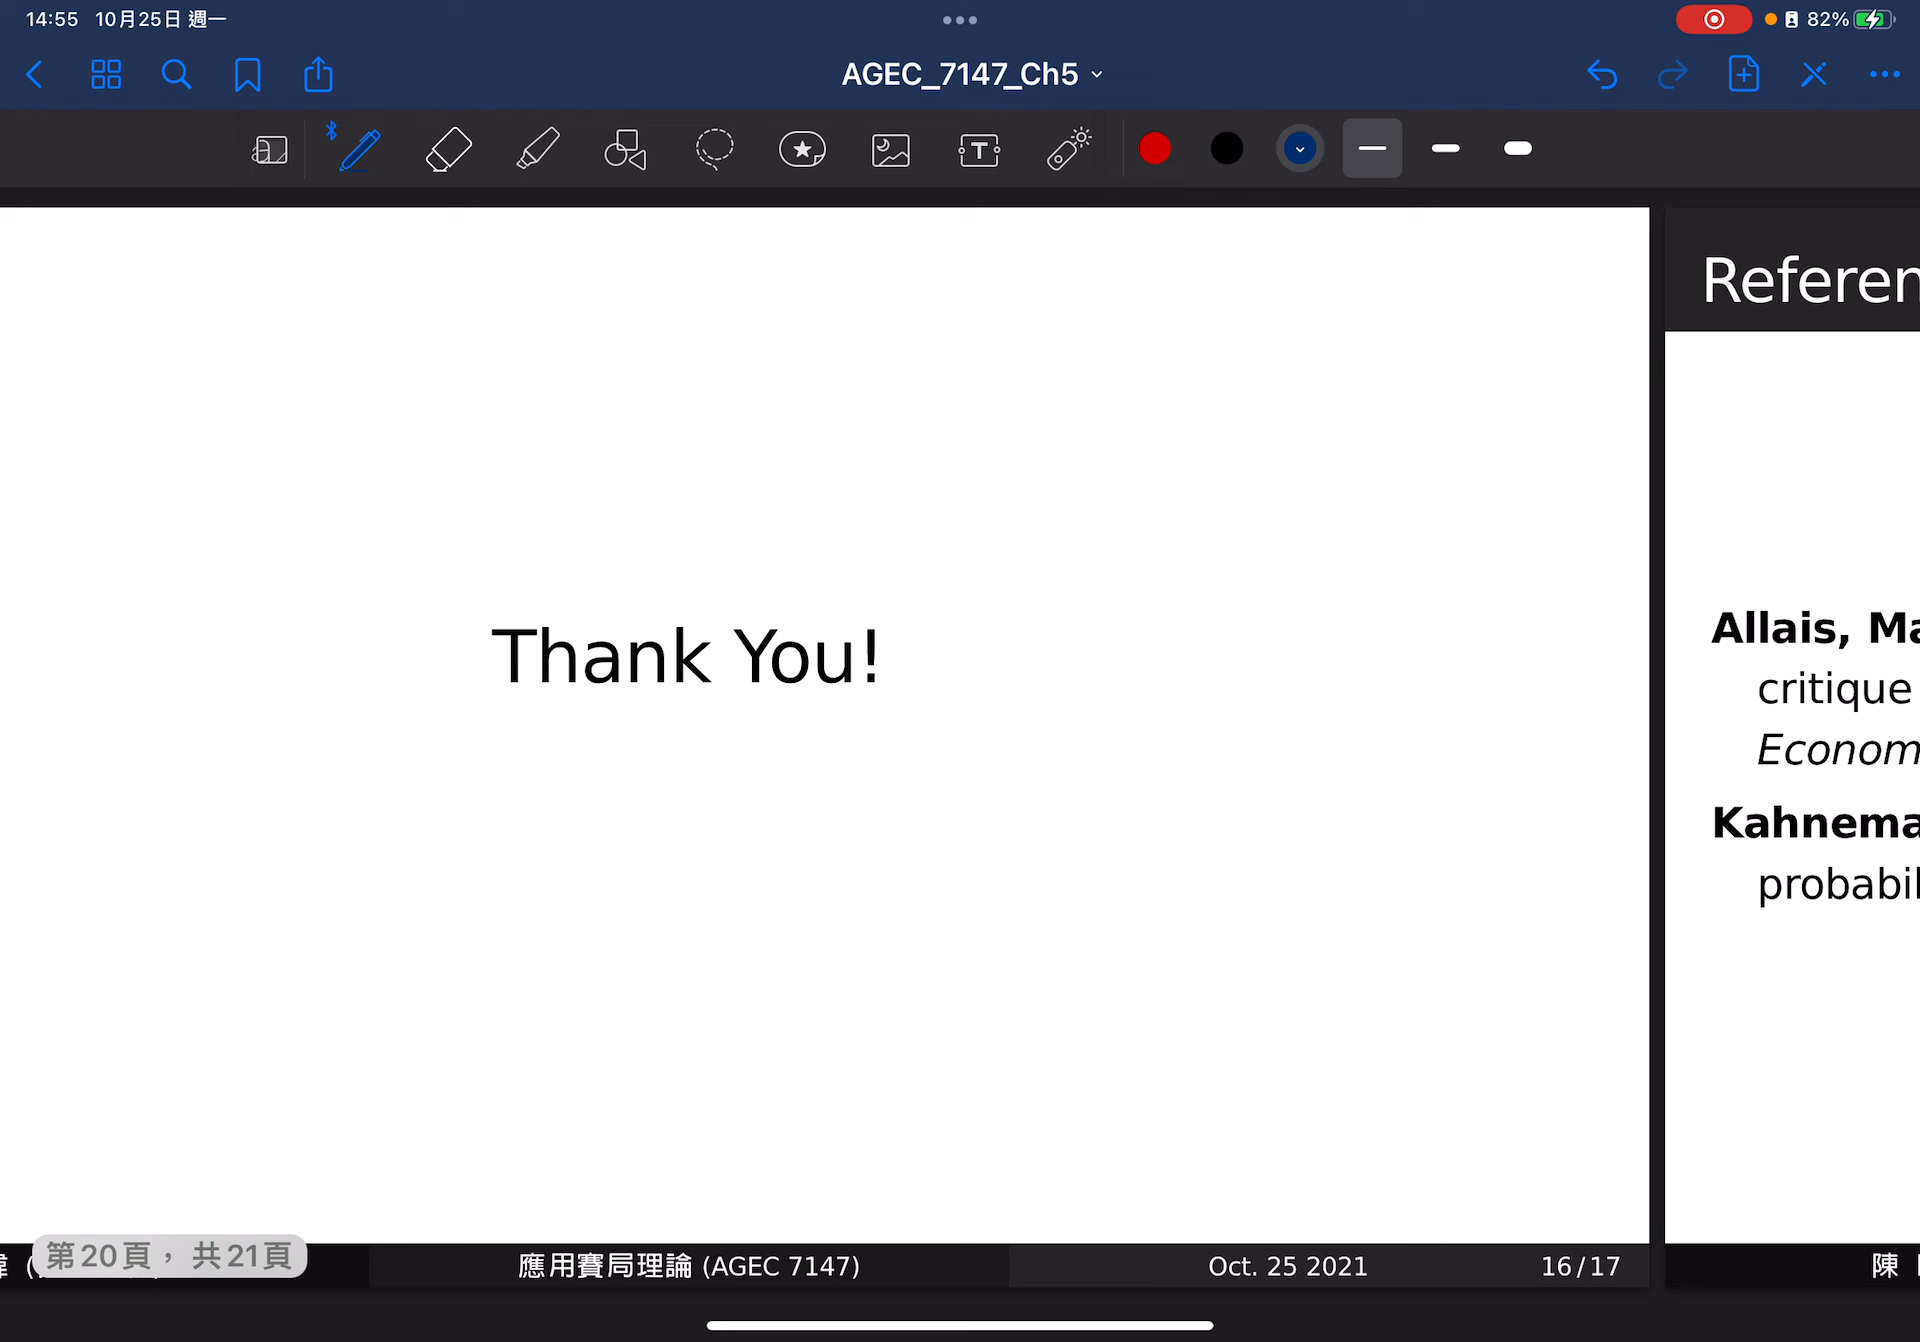 14:55 10月25日 週一
82%
AGEC_7147_Ch5
Thank You!
第20頁，共21頁
應用賽局理論 (AGEC 7147)
Oct. 25 2021
16/17
Referen
Allais, Ma
critique
Econom
Kahnema
probabil
陳